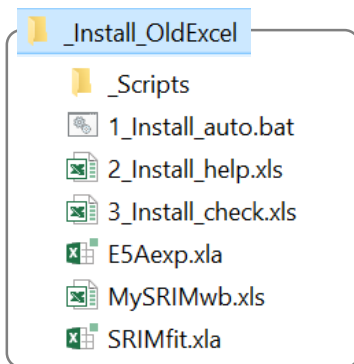 _Install_OldExcel
_Scripts
1_Install_auto.bat
2_Install_help.xls
3_Install_check.xls
E5Aexp.xla
MySRIMwb.xls
SRIMfit.xla